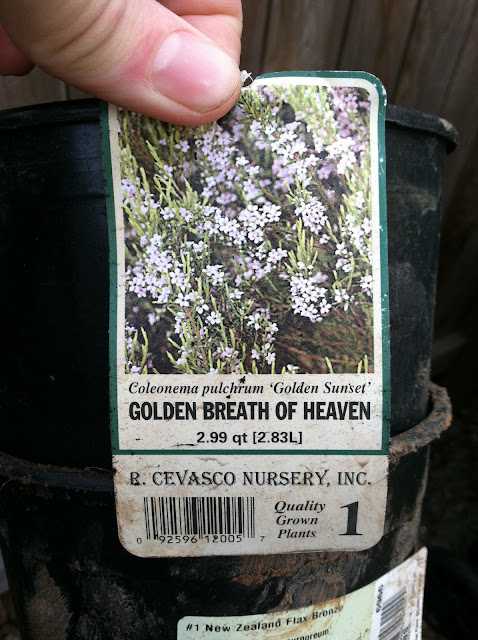 Coleonema pulchrum 'Golden Sunset'
GOLDEN BREATH OF HEAVEN
2.99 qt [2.83L]
R. CEVASCO NURSERY, INC.
Quality
Grown
Plants
1
0 92596 12005 7
#1 New Zealand Flax Bronze